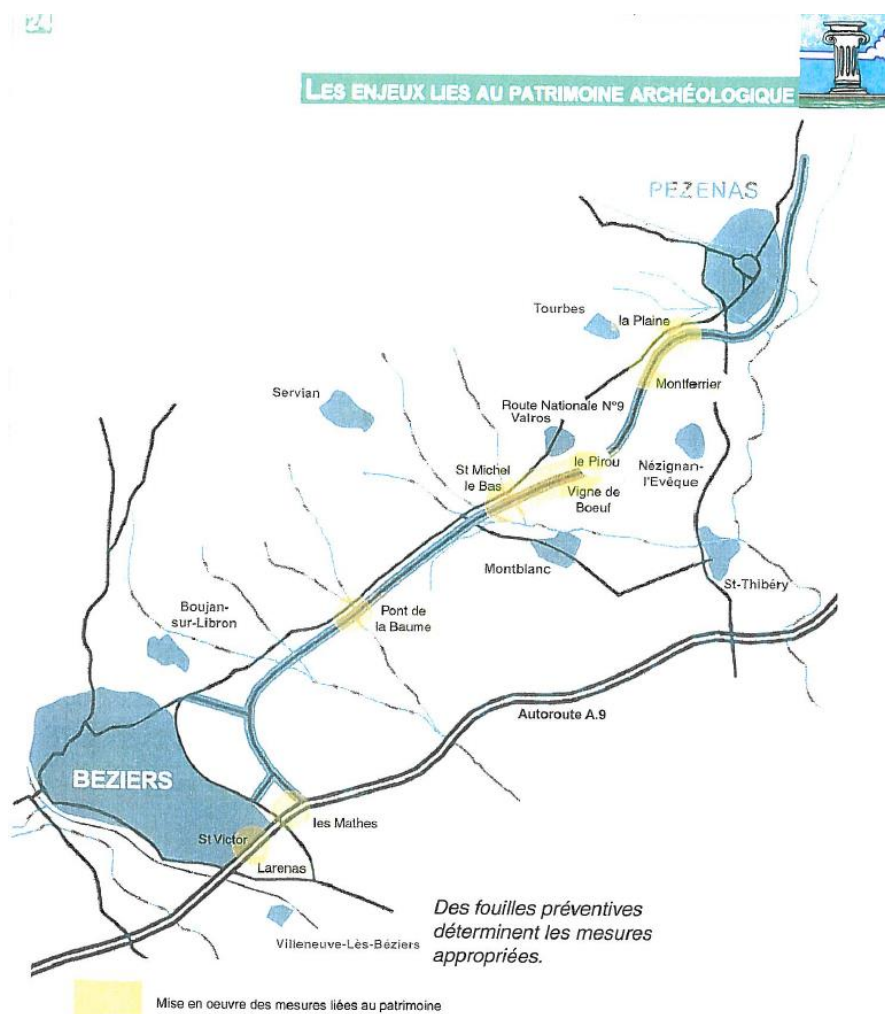 24
LES ENJEUX LIES AU PATRIMOINE ARCHÉOLOGIQUE
PEZENAS
Tourbes
la Plaine
Servian
Montferrier
Route Nationale N°9
Valros
St Michel
le Bas
le Pirou
Nézignan-
l'Evêque
Vigne de
Boeuf
Montblanc
St-Thibéry
Boujan-
sur-Libron
Pont de
la Baume
Autoroute A.9
BEZIERS
les Mathes
St Victor
Larenas
Villeneuve-Lès-Béziers
Des fouilles préventives
déterminent les mesures
appropriées.
Mise en oeuvre des mesures liées au patrimoine